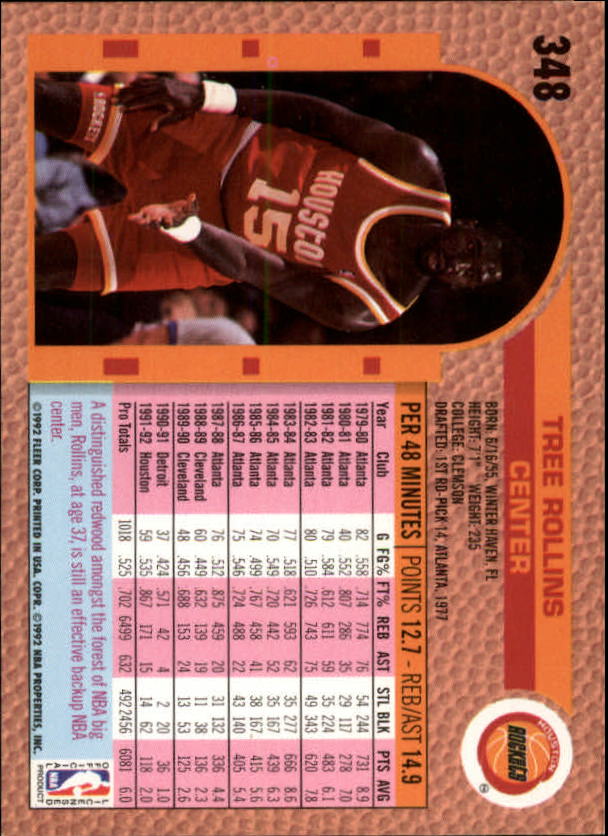 348
HOUSTON
15
ROCKETS
TREE ROLLINS
CENTER
BORN: 6/16/55, WINTER HAVEN, FL
HEIGHT: 7'1" WEIGHT: 235
COLLEGE: CLEMSON
DRAFTED: 1ST RD-PICK 14, ATLANTA, 1977
HOUSTON
ROCKETS
PER 48 MINUTES | POINTS 12.7 - REB/AST 14.9
Year Club G FG% FT% REB AST STL BLK PTS AVG
1979-80 Atlanta 82 .558 .714 774 76 54 244 731 8.9
1980-81 Atlanta 40 .552 .807 286 35 29 117 278 7.0
1981-82 Atlanta 79 .584 .612 611 59 35 224 483 6.1
1982-83 Atlanta 80 .510 .726 743 75 49 343 620 7.8
1983-84 Atlanta 77 .518 .621 593 62 35 277 666 8.6
1984-85 Atlanta 70 .549 .720 442 52 35 167 439 6.3
1985-86 Atlanta 74 .499 .767 458 41 38 167 415 5.6
1986-87 Atlanta 75 .546 .724 488 22 43 140 405 5.4
1987-88 Atlanta 76 .512 .875 459 20 31 132 336 4.4
1988-89 Cleveland 60 .449 .632 139 19 11 38 136 2.3
1989-90 Cleveland 48 .456 .688 153 24 13 53 125 2.6
1990-91 Detroit 37 .424 .571 42 4 2 20 36 1.0
1991-92 Houston 59 .535 .867 171 15 14 62 118 2.0
Pro Totals 1018 .525 .702 6499 632 492 2456 6081 6.0
A distinguished redwood amongst the forest of NBA big
men, Rollins, at age 37, is still an effective backup NBA
center.
©1992 FLEER CORP. PRINTED IN USA. COPR. ©1992 NBA PROPERTIES, INC.
OFFICIAL LICENSED
NBA
PRODUCT